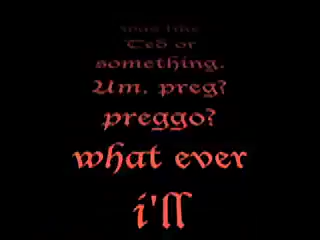 was like
Ted or
something.
Um, preg?
preggo?
what ever
i'll